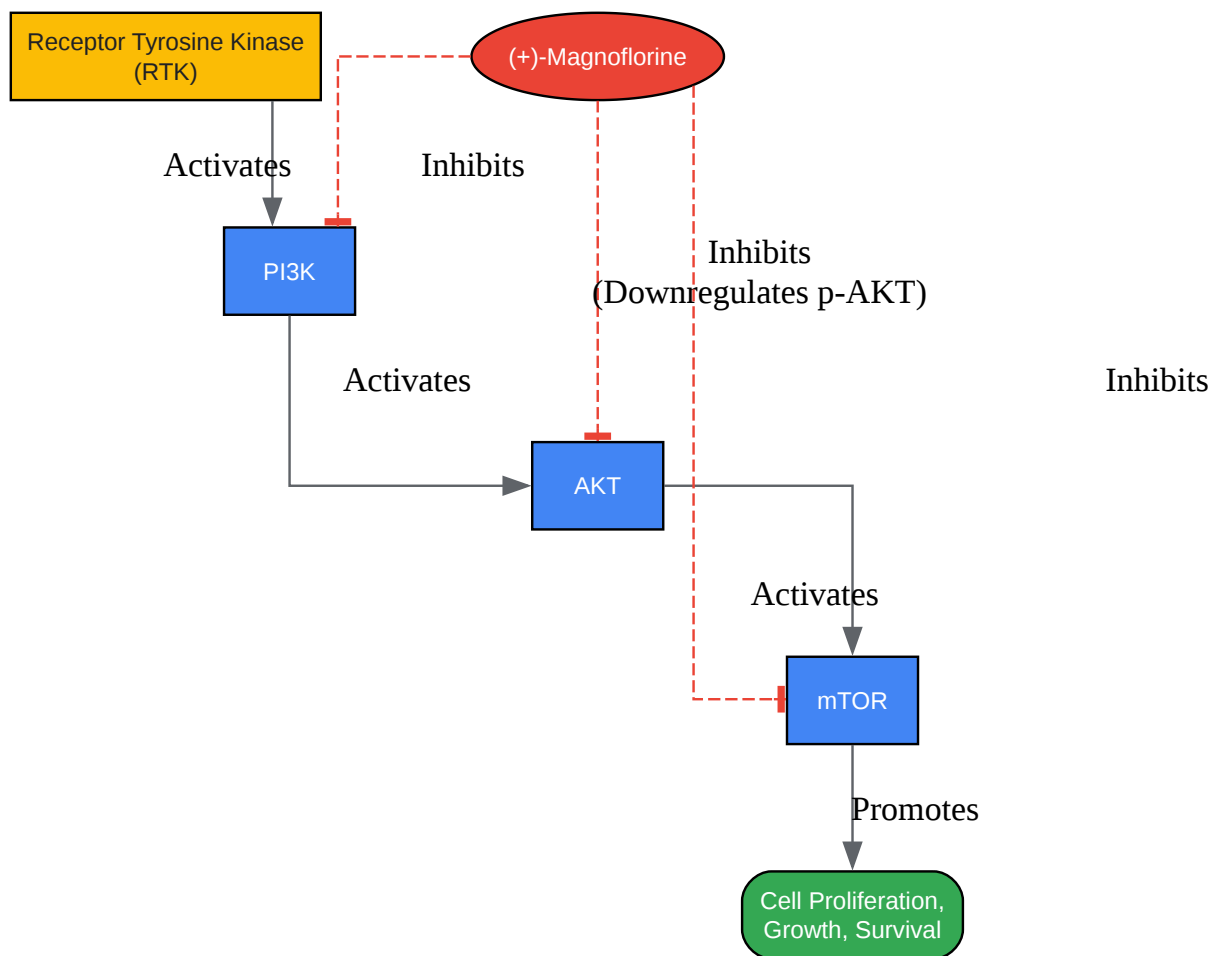 Receptor Tyrosine Kinase
(RTK)
(+)-Magnoflorine
Activates
Inhibits
PI3K
Inhibits
(Downregulates p-AKT)
Activates
Inhibits
AKT
Activates
mTOR
Promotes
Cell Proliferation,
Growth, Survival